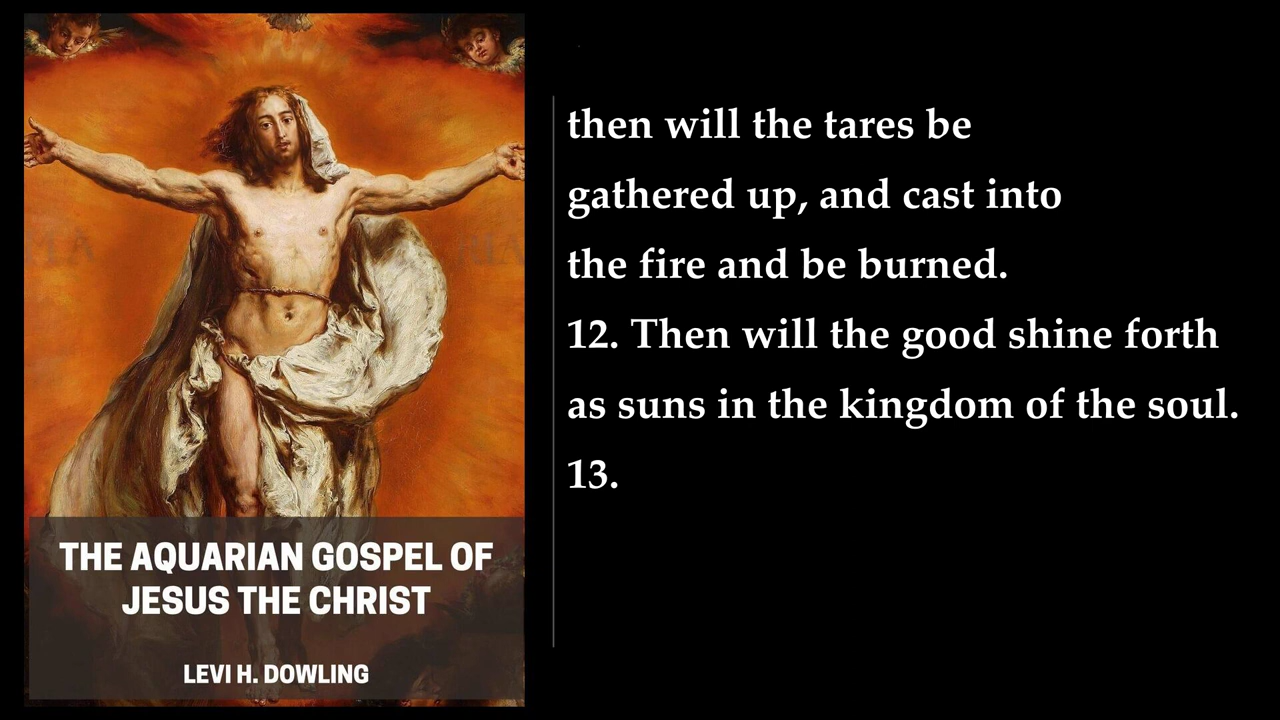 THE AQUARIAN GOSPEL OF
JESUS THE CHRIST
LEVI H. DOWLING
then will the tares be
gathered up, and cast into
the fire and be burned.
12. Then will the good shine forth
as suns in the kingdom of the soul.
13.